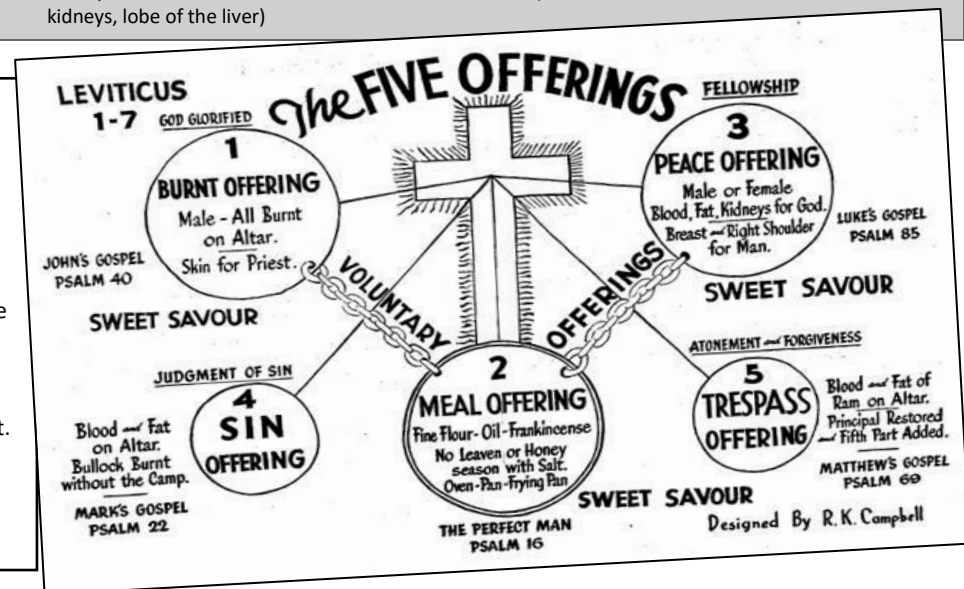 kidneys, lobe of the liver)
e
t.
LEVITICUS
1-7
The FIVE OFFERINGS
GOD GLORIFIED
1
BURNT OFFERING
Male - All Burnt
on Altar.
Skin for Priest.
JOHN'S GOSPEL
PSALM 40
SWEET SAVOUR
VOLUNTARY
OFFERINGS
FELLOWSHIP
3
PEACE OFFERING
Male or Female
Blood, Fat, Kidneys for God.
Breast and Right Shoulder
for Man.
LUKE'S GOSPEL
PSALM 85
SWEET SAVOUR
JUDGMENT OF SIN
4
SIN
OFFERING
Blood and Fat
on Altar.
Bullock Burnt
without the Camp.
MARK'S GOSPEL
PSALM 22
2
MEAL OFFERING
Fine Flour - Oil - Frankincense
No Leaven or Honey
season with Salt.
Oven - Pan - Frying Pan
SWEET SAVOUR
THE PERFECT MAN
PSALM 16
ATONEMENT and FORGIVENESS
5
TRESPASS
OFFERING
Blood and Fat of
Ram on Altar.
Principal Restored
and Fifth Part Added.
MATTHEW'S GOSPEL
PSALM 69
Designed By R.K. Campbell